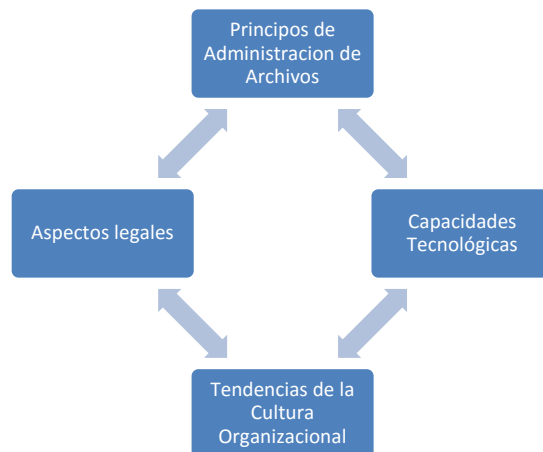 Principos de
Administracion de
Archivos
Aspectos legales
Capacidades
Tecnológicas
Tendencias de la
Cultura
Organizacional